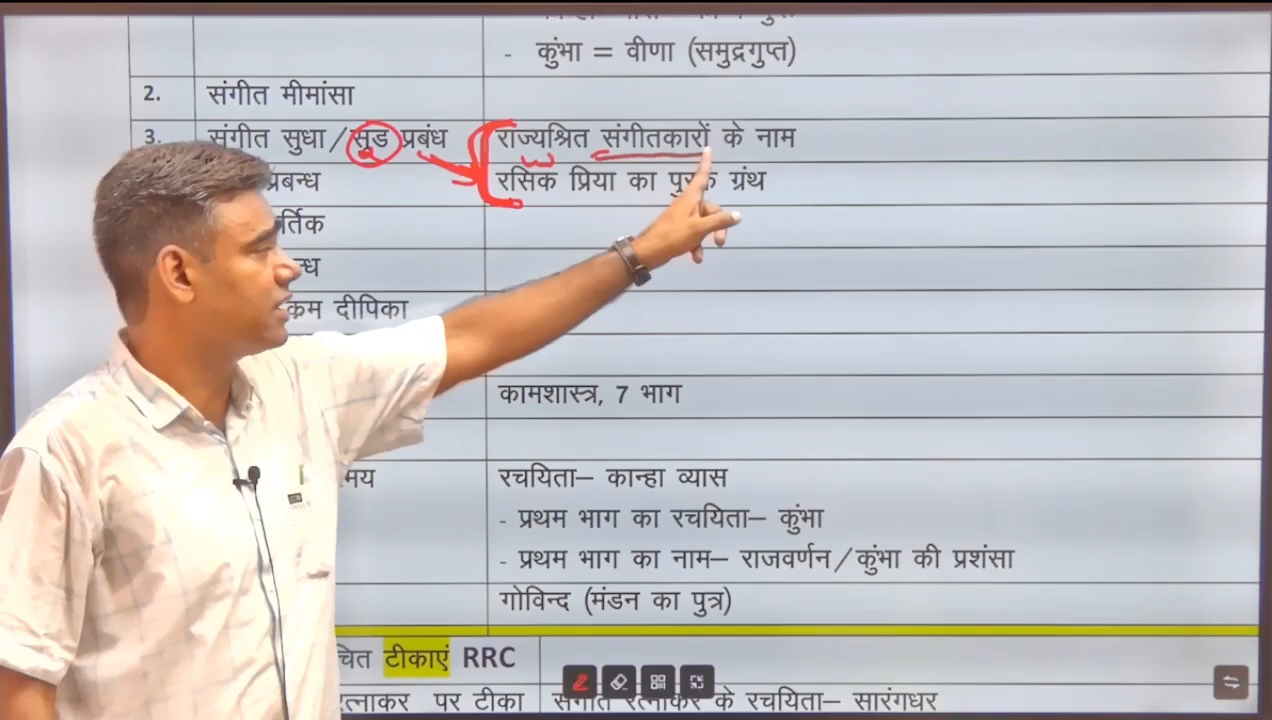 - कुंभा = वीणा (समुद्रगुप्त)
2. संगीत मीमांसा
3. संगीत सुधा/सूड प्रबंध राज्यश्रित संगीतकारों के नाम
प्रबन्ध रसिक प्रिया का ग्रंथ
र्तिक
न्ध
क्रम दीपिका
कामशास्त्र, 7 भाग
मय रचयिता– कान्हा व्यास
- प्रथम भाग का रचयिता– कुंभा
- प्रथम भाग का नाम– राजवर्णन/कुंभा की प्रशंसा
गोविन्द (मंडन का पुत्र)
चित टीकाएं RRC
रत्नाकर पर टीका संगीत रत्नाकर के रचयिता– सारंगधर